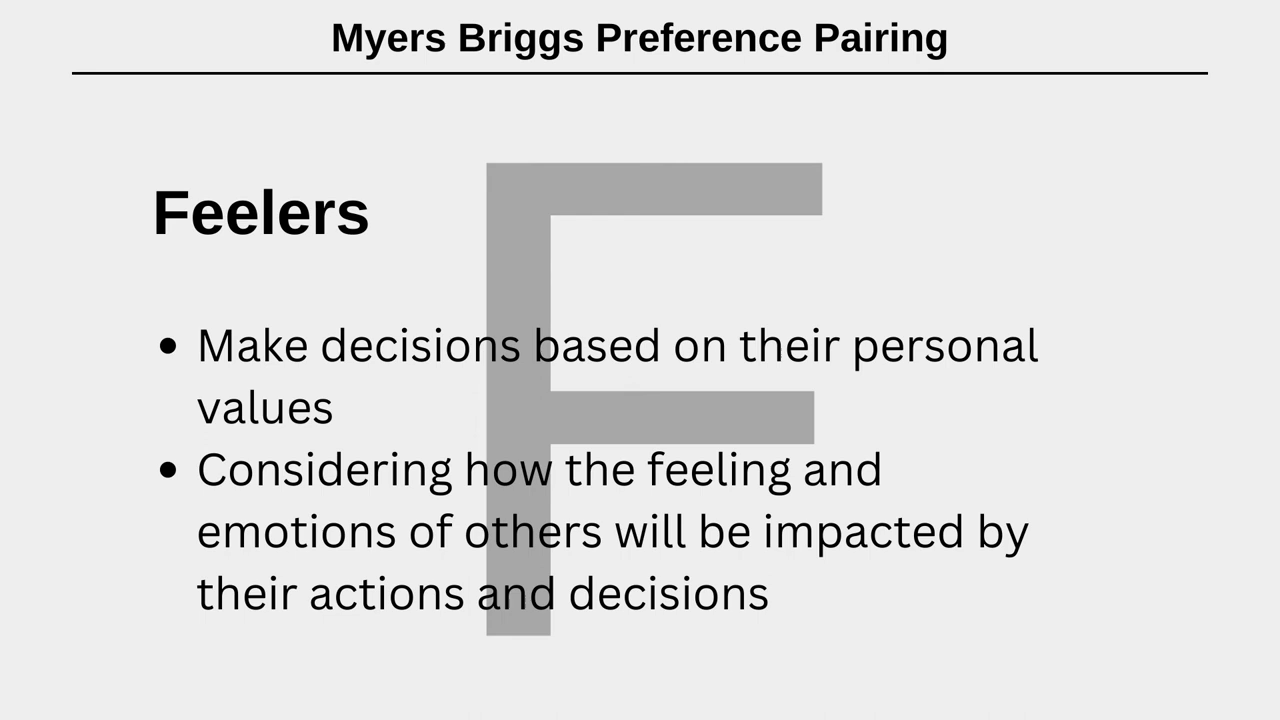 Myers Briggs Preference Pairing
F
Feelers
• Make decisions based on their personal
values
• Considering how the feeling and
emotions of others will be impacted by
their actions and decisions